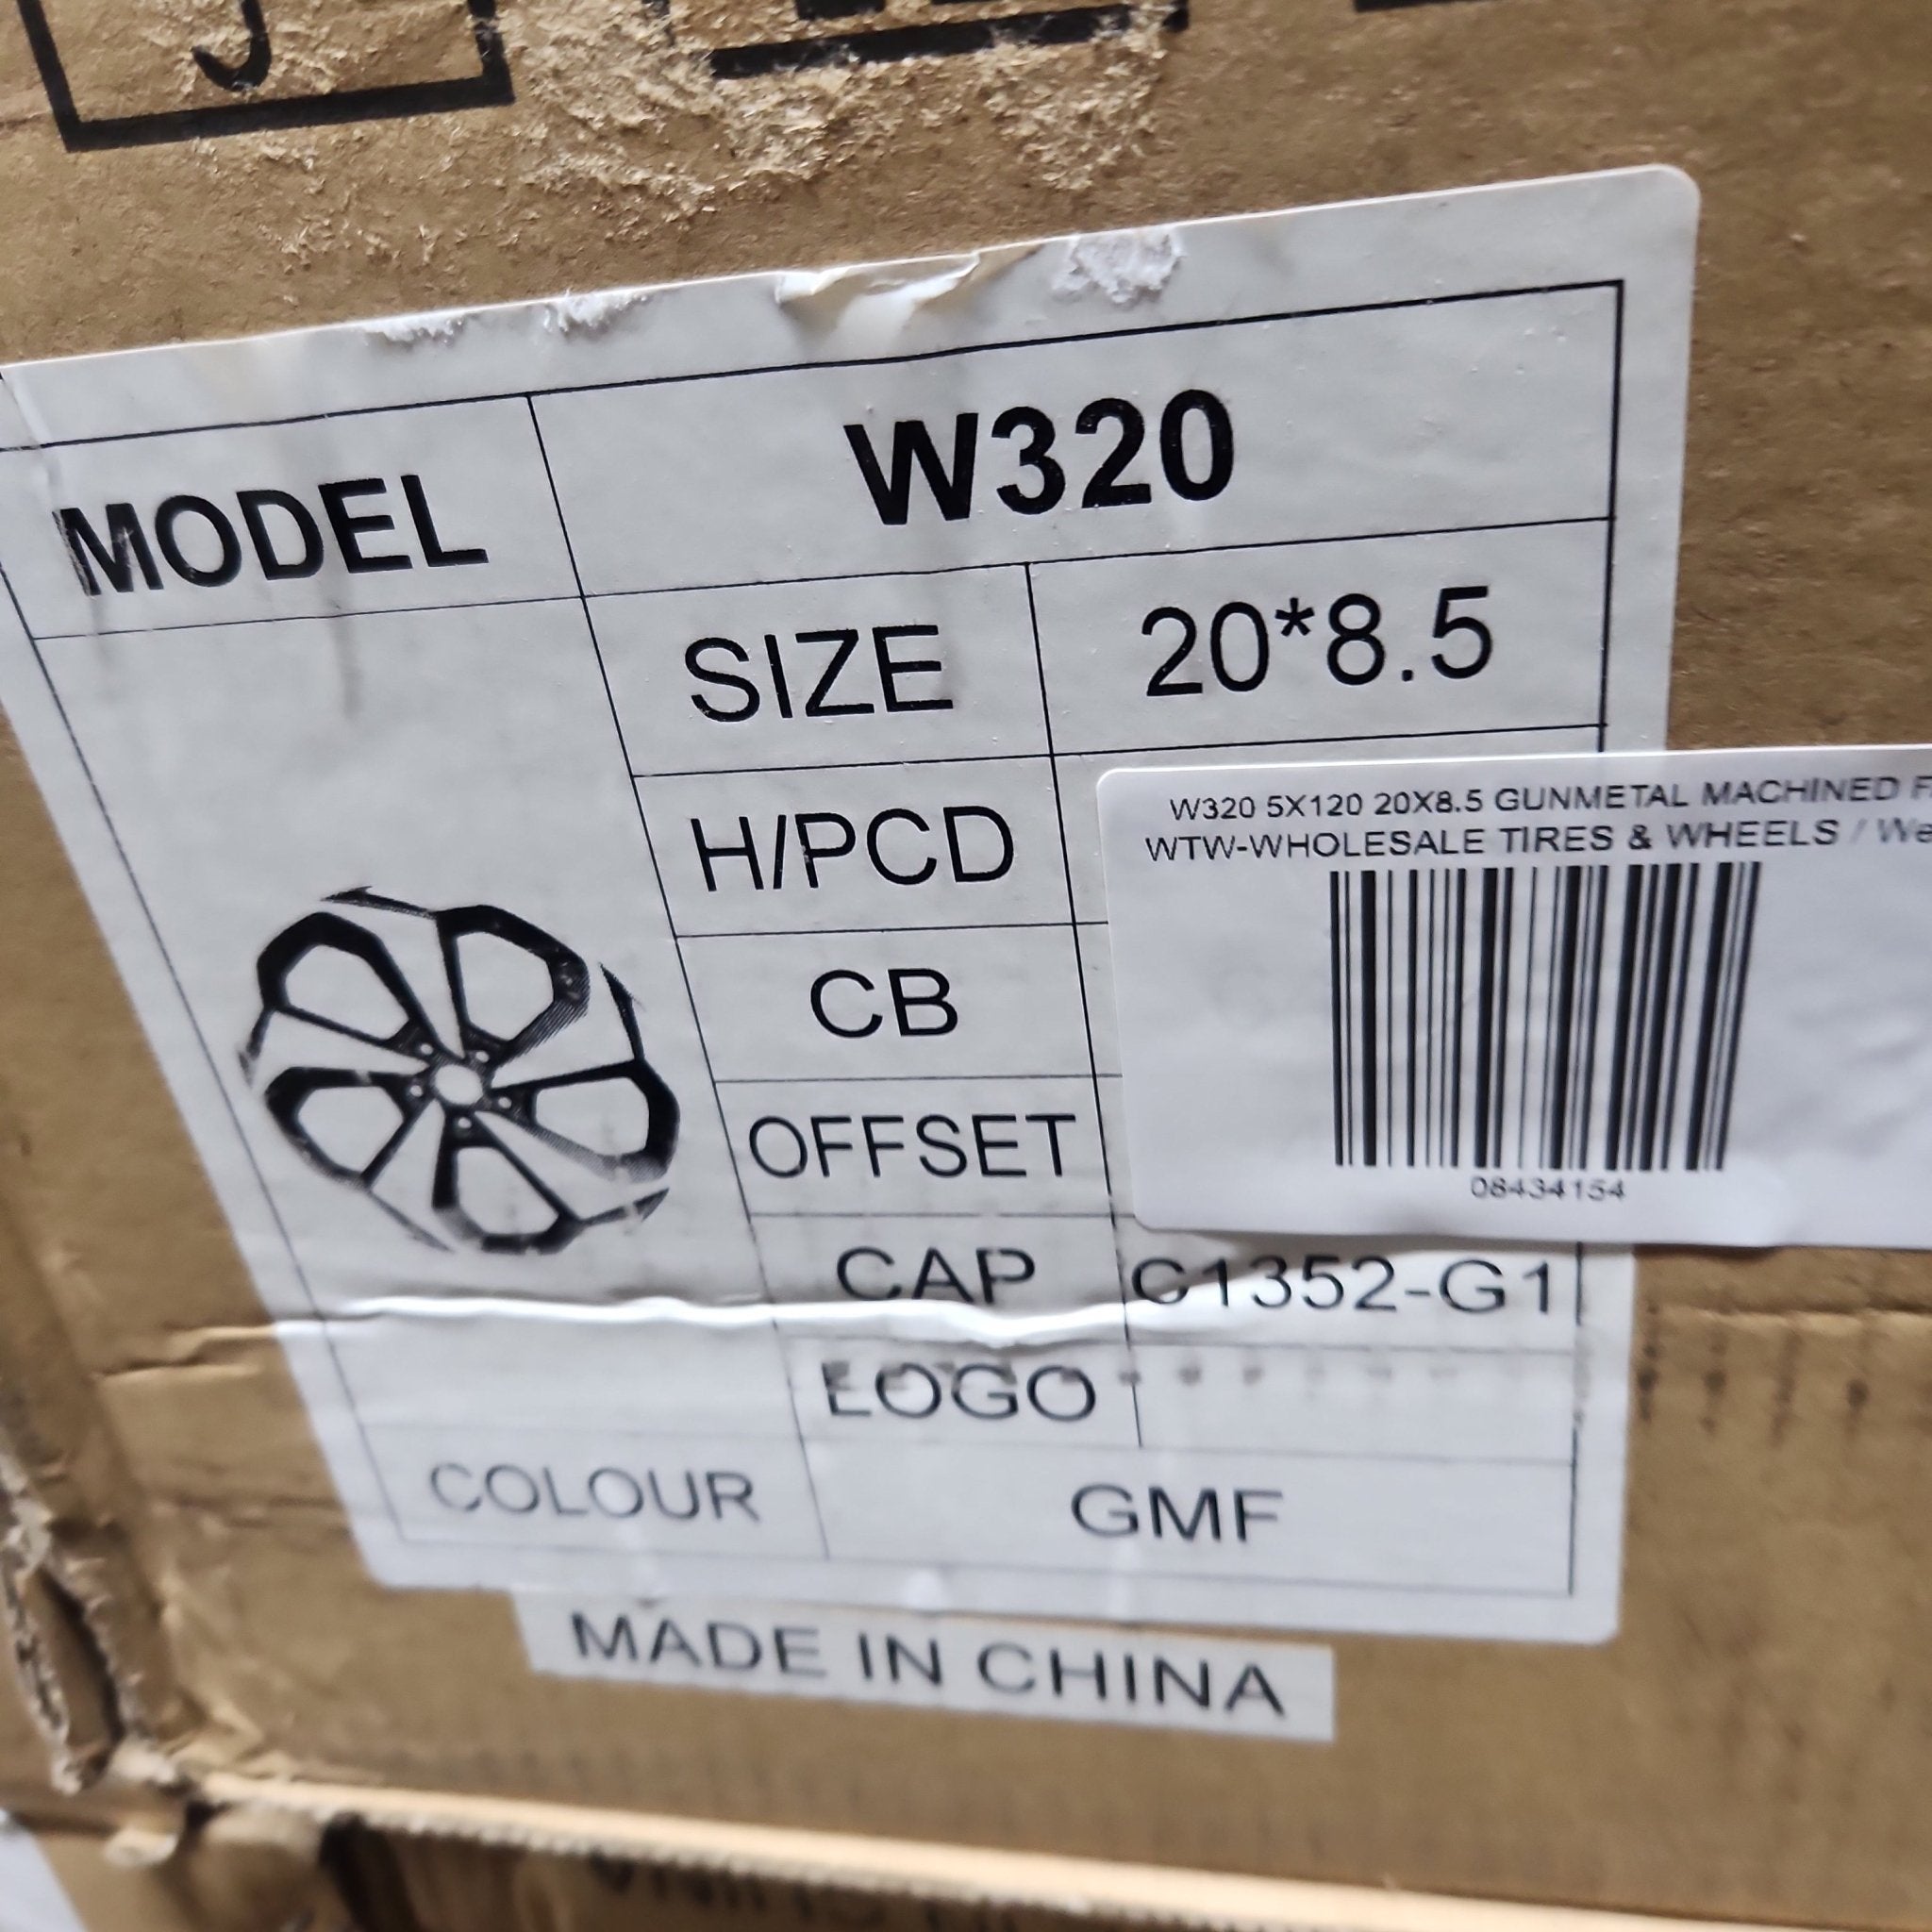 J
MODEL W320
SIZE 20*8.5
H/PCD
W320 5X120 20X8.5 GUNMETAL MACHINED
WTW-WHOLESALE TIRES & WHEELS /
CB
OFFSET
08434154
CAP C1352-G1
LOGO
COLOUR GMF
MADE IN CHINA